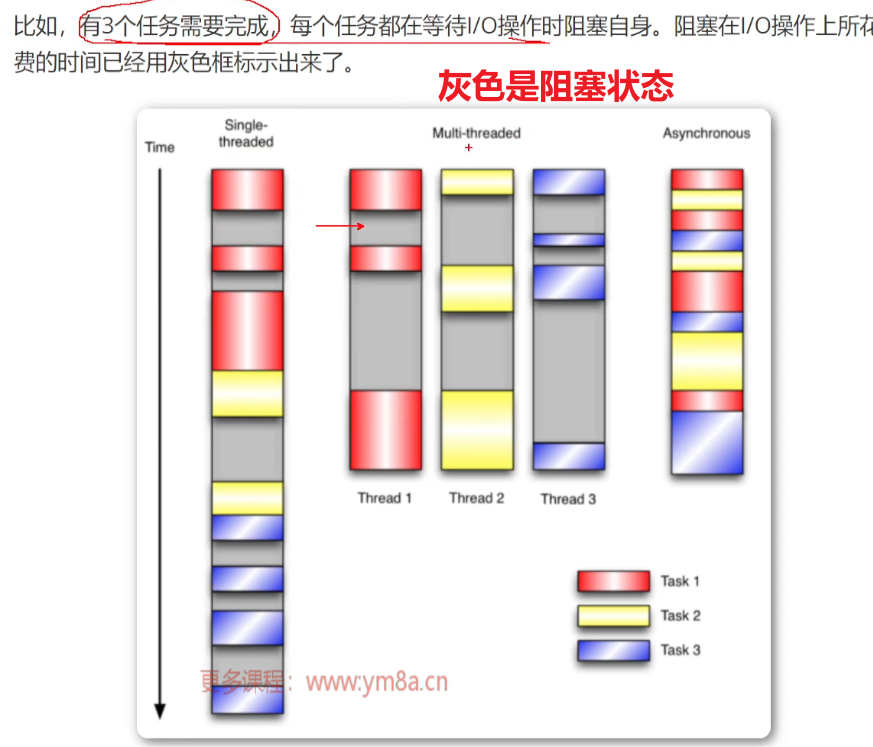 比如，有3个任务需要完成，每个任务都在等待I/O操作时阻塞自身。阻塞在I/O操作上所花
费的时间已经用灰色框标示出来了。
灰色是阻塞状态
Time
Single-
threaded
Multi-threaded
Asynchronous
Thread 1
Thread 2
Thread 3
Task 1
Task 2
Task 3
更多课程：www.ym8a.cn